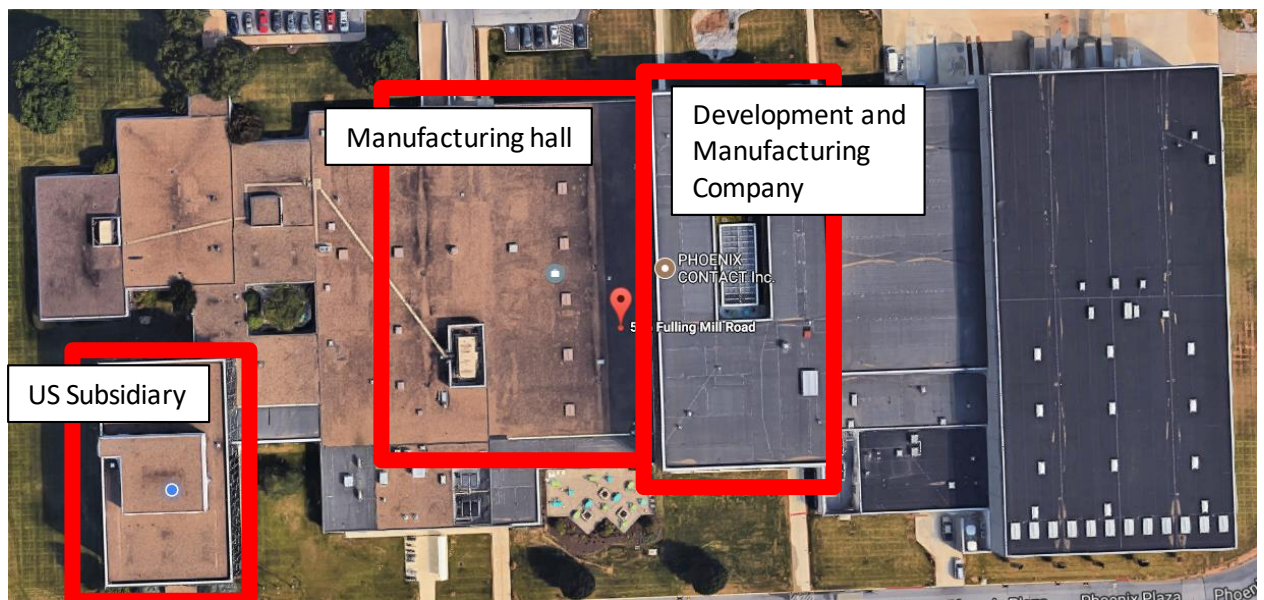 Manufacturing hall
Development and
Manufacturing
Company
PHOENIX
CONTACT Inc.
Fulling Mill Road
US Subsidiary
Phoenix Plaza